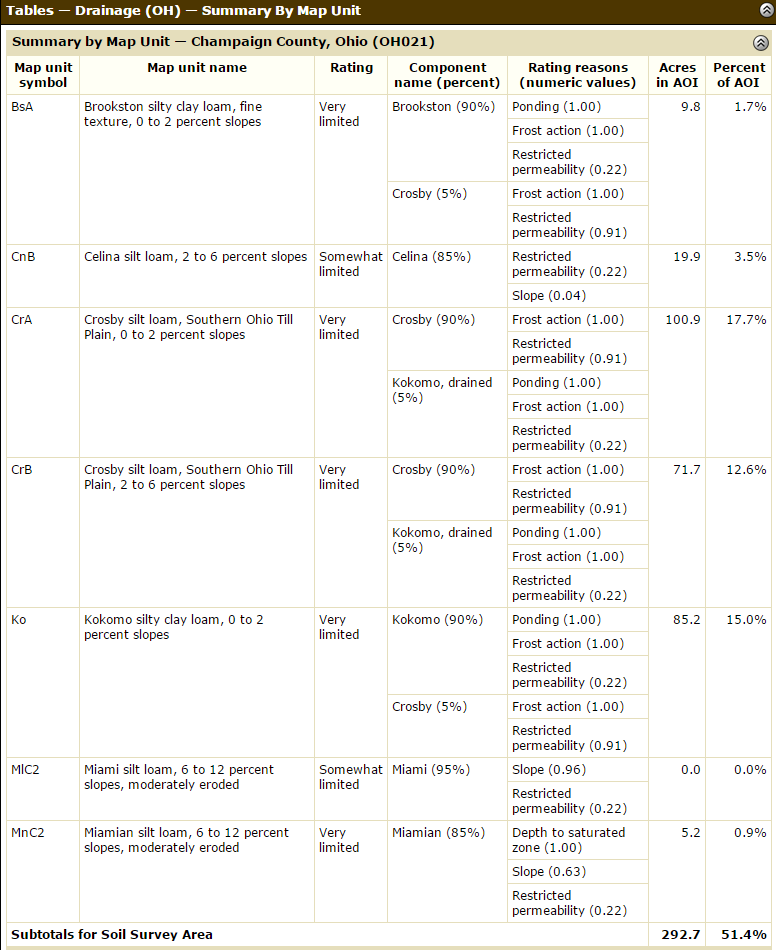 Tables — Drainage (OH) — Summary By Map Unit
Summary by Map Unit — Champaign County, Ohio (OH021)
Map unit symbol Map unit name Rating Component name (percent) Rating reasons (numeric values) Acres in AOI Percent of AOI
BsA Brookston silty clay loam, fine texture, 0 to 2 percent slopes Very limited Brookston (90%) Ponding (1.00) 9.8 1.7%
Frost action (1.00)
Restricted permeability (0.22)
Crosby (5%) Frost action (1.00)
Restricted permeability (0.91)
CnB Celina silt loam, 2 to 6 percent slopes Somewhat limited Celina (85%) Restricted permeability (0.22) 19.9 3.5%
Slope (0.04)
CrA Crosby silt loam, Southern Ohio Till Plain, 0 to 2 percent slopes Very limited Crosby (90%) Frost action (1.00) 100.9 17.7%
Restricted permeability (0.91)
Kokomo, drained (5%) Ponding (1.00)
Frost action (1.00)
Restricted permeability (0.22)
CrB Crosby silt loam, Southern Ohio Till Plain, 2 to 6 percent slopes Very limited Crosby (90%) Frost action (1.00) 71.7 12.6%
Restricted permeability (0.91)
Kokomo, drained (5%) Ponding (1.00)
Frost action (1.00)
Restricted permeability (0.22)
Ko Kokomo silty clay loam, 0 to 2 percent slopes Very limited Kokomo (90%) Ponding (1.00) 85.2 15.0%
Frost action (1.00)
Restricted permeability (0.22)
Crosby (5%) Frost action (1.00)
Restricted permeability (0.91)
MlC2 Miami silt loam, 6 to 12 percent slopes, moderately eroded Somewhat limited Miami (95%) Slope (0.96) 0.0 0.0%
Restricted permeability (0.22)
MnC2 Miamian silt loam, 6 to 12 percent slopes, moderately eroded Very limited Miamian (85%) Depth to saturated zone (1.00) 5.2 0.9%
Slope (0.63)
Restricted permeability (0.22)
Subtotals for Soil Survey Area 292.7 51.4%